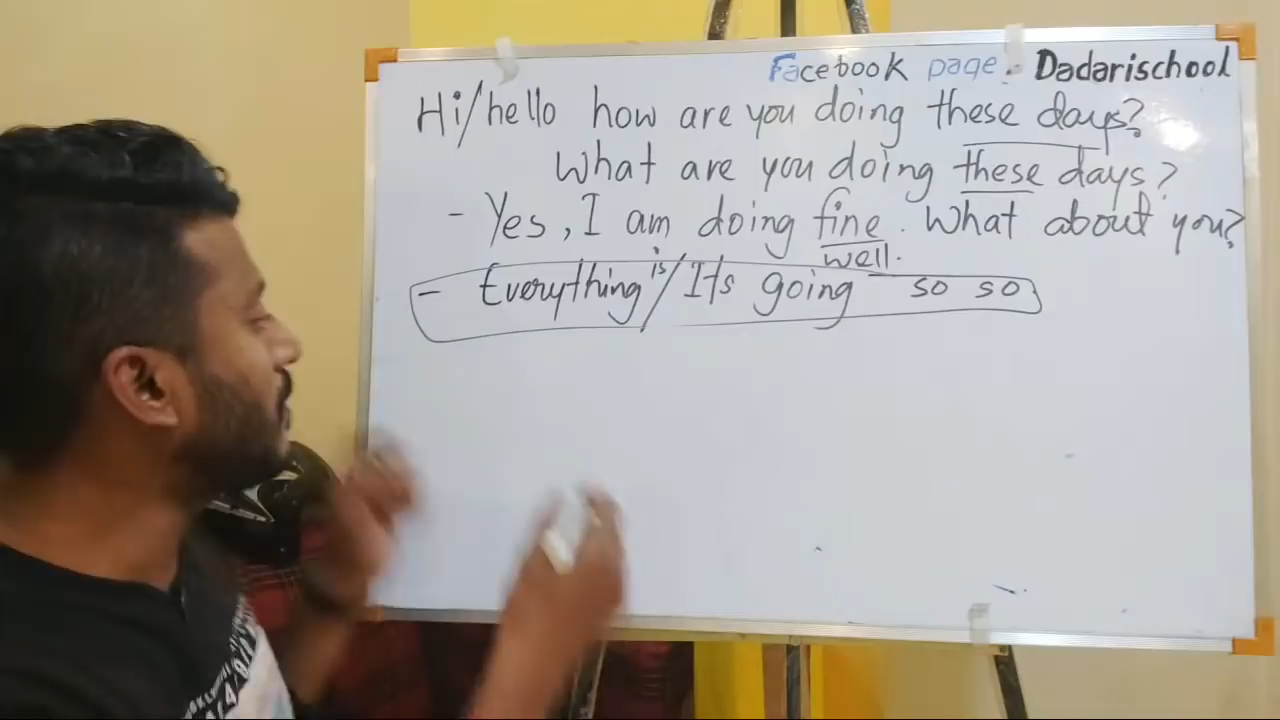 Facebook page. Dadarischool
Hi/hello how are you doing these days?
What are you doing these days?
- Yes, I am doing fine. What about you?
well.
- Everything is/Its going so so